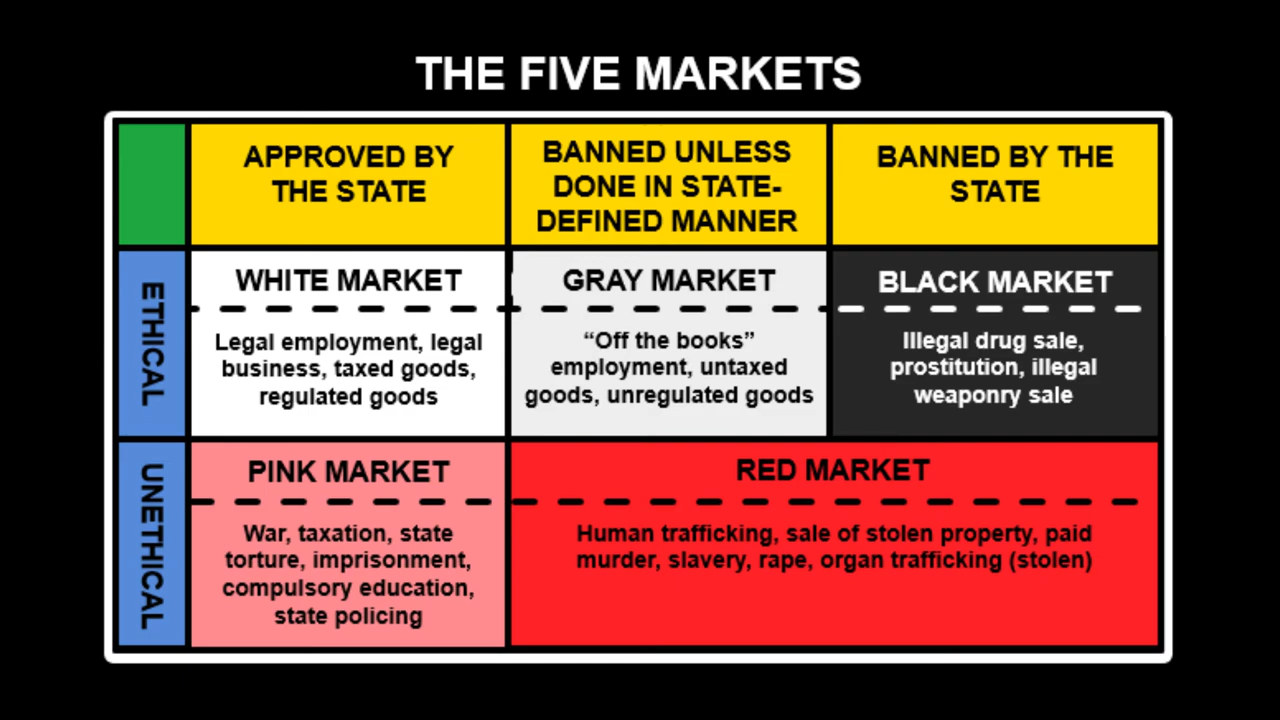 THE FIVE MARKETS
APPROVED BY
THE STATE
BANNED UNLESS
DONE IN STATE-
DEFINED MANNER
BANNED BY THE
STATE
ETHICAL
WHITE MARKET
Legal employment, legal
business, taxed goods,
regulated goods
GRAY MARKET
“Off the books”
employment, untaxed
goods, unregulated goods
BLACK MARKET
Illegal drug sale,
prostitution, illegal
weaponry sale
UNETHICAL
PINK MARKET
War, taxation, state
torture, imprisonment,
compulsory education,
state policing
RED MARKET
Human trafficking, sale of stolen property, paid
murder, slavery, rape, organ trafficking (stolen)